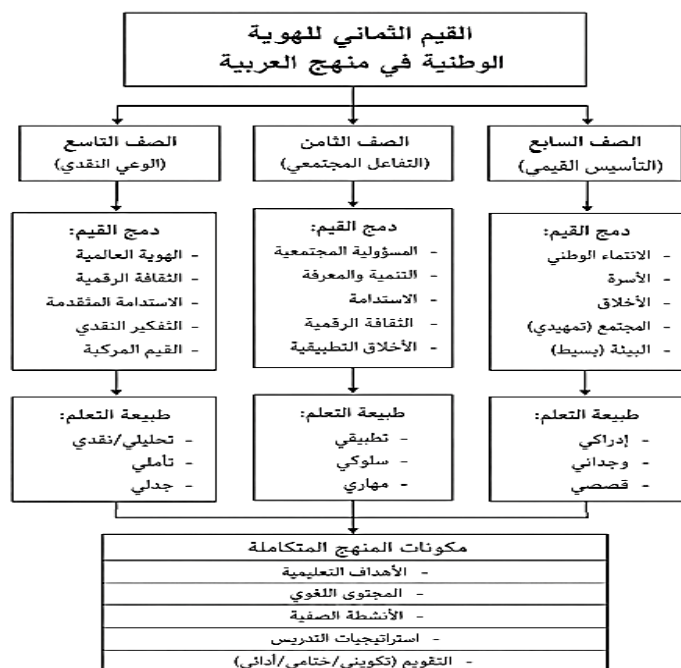 القيم الثماني للهوية
الوطنية في منهج العربية
الصف السابع
(التأسيس القيمي)
الصف الثامن
(التفاعل المجتمعي)
الصف التاسع
(الوعي النقدي)
دمج القيم:
- الانتماء الوطني
- الأسرة
- الأخلاق
- المجتمع (تمهيدي)
- البيئة (بسيط)
دمج القيم:
- المسؤولية المجتمعية
- التنمية والمعرفة
- الاستدامة
- الثقافة الرقمية
- الأخلاق التطبيقية
دمج القيم:
- الهوية العالمية
- الثقافة الرقمية
- الاستدامة المتقدمة
- التفكير النقدي
- القيم المركبة
طبيعة التعلم:
- إدراكي
- وجداني
- قصصي
طبيعة التعلم:
- تطبيقي
- سلوكي
- مهاري
طبيعة التعلم:
- تحليلي/نقدي
- تأملي
- جدلي
مكونات المنهج المتكاملة
- الأهداف التعليمية
- المحتوى اللغوي
- الأنشطة الصفية
- استراتيجيات التدريس
- التقويم (تكويني/ختامي/أدائي)